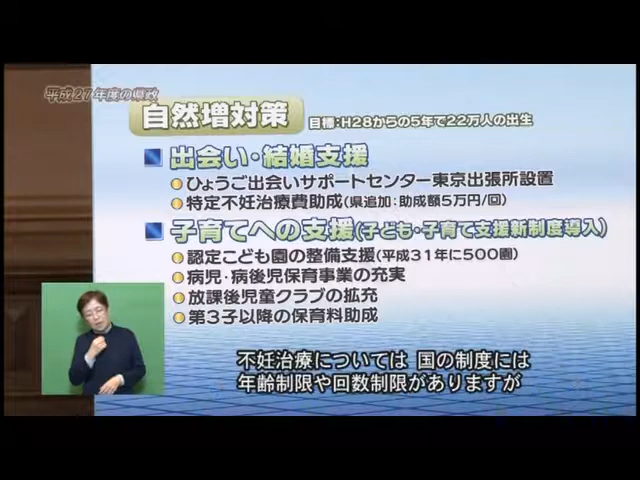 平成27年度の県政
自然増対策
目標:H28からの5年で22万人の出生
出会い・結婚支援
ひょうご出会いサポートセンター東京出張所設置
特定不妊治療費助成(県追加:助成額5万円/回)
子育てへの支援(子ども・子育て支援新制度導入)
認定こども園の整備支援(平成31年に500園)
病児・病後児保育事業の充実
放課後児童クラブの拡充
第3子以降の保育料助成
不妊治療については 国の制度には
年齢制限や回数制限がありますが